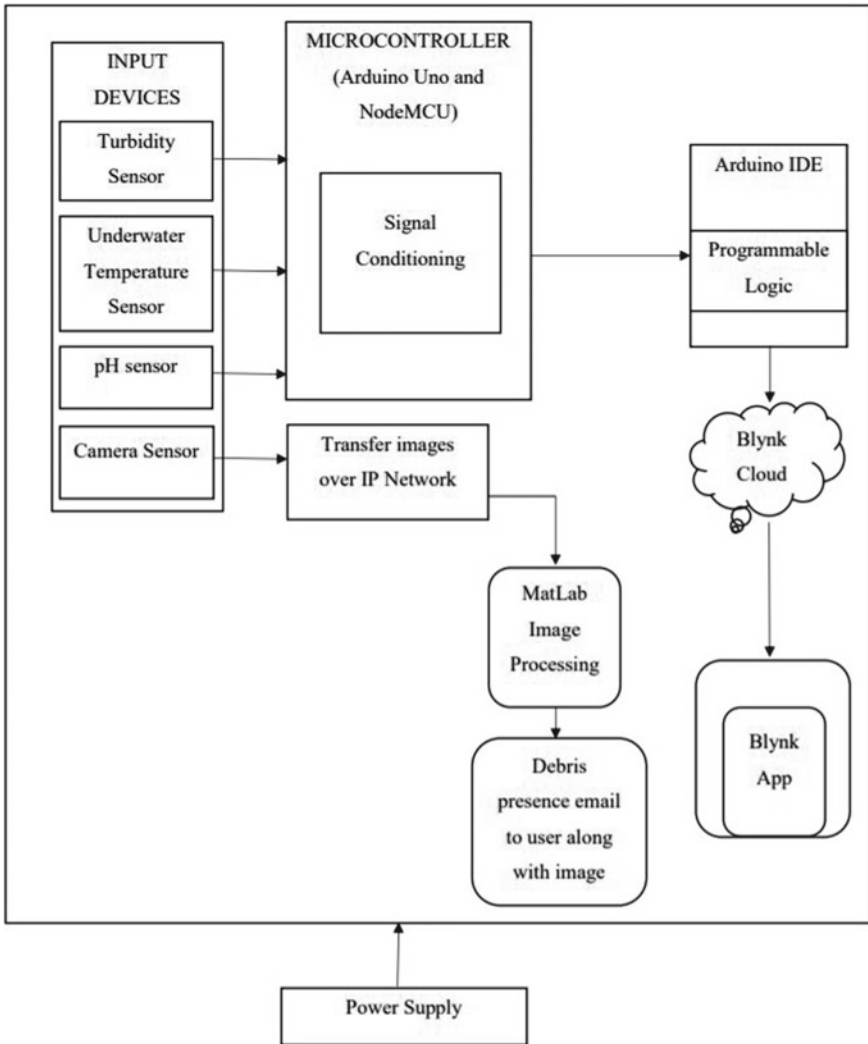 INPUT
DEVICES
Turbidity
Sensor
Underwater
Temperature
Sensor
pH sensor
Camera Sensor
MICROCONTROLLER
(Arduino Uno and
NodeMCU)
Signal
Conditioning
Transfer images
over IP Network
MatLab
Image
Processing
Debris
presence email
to user along
with image
Arduino IDE
Programmable
Logic
Blynk
Cloud
Blynk
App
Power Supply